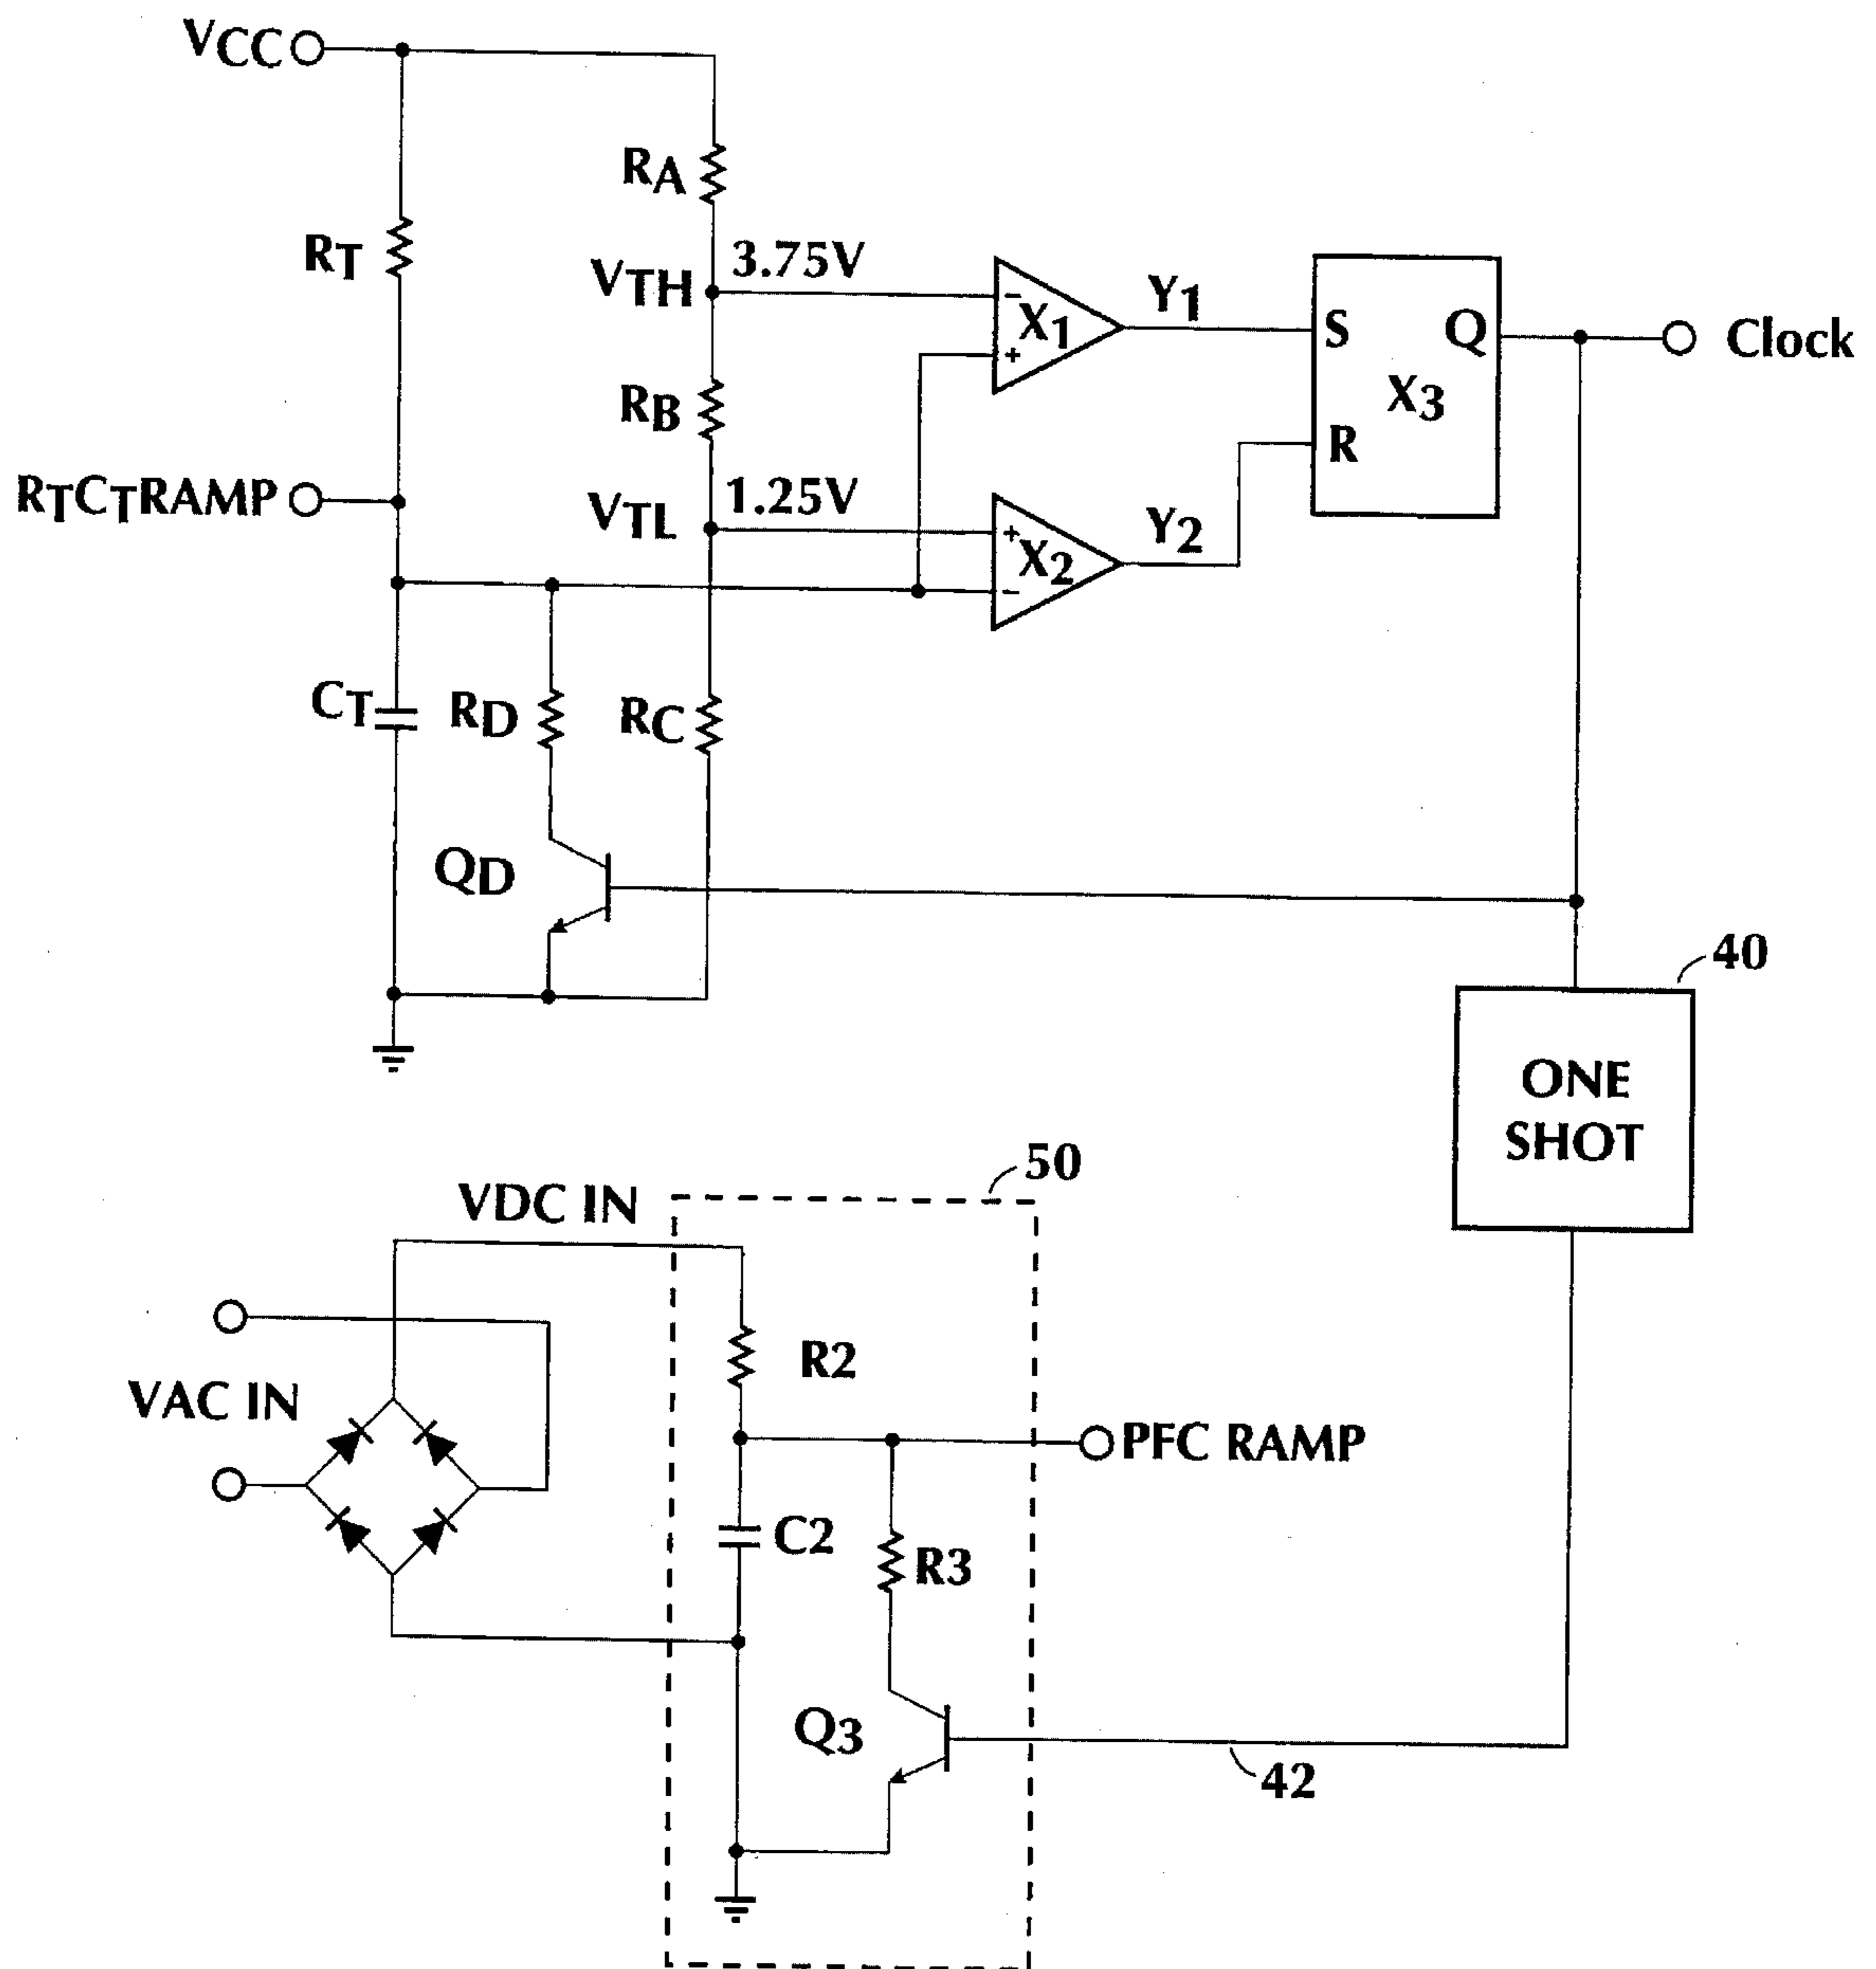 VCC
RA
RT
VTH
3.75V
X1
Y1
S
Q
Clock
X3
R
RB
RTCTRAMP
VTL
1.25V
X2
Y2
-
+
+
-
CT
RD
RC
QD
40
ONE
SHOT
50
VDC IN
R2
VAC IN
PFC RAMP
C2
R3
Q3
42